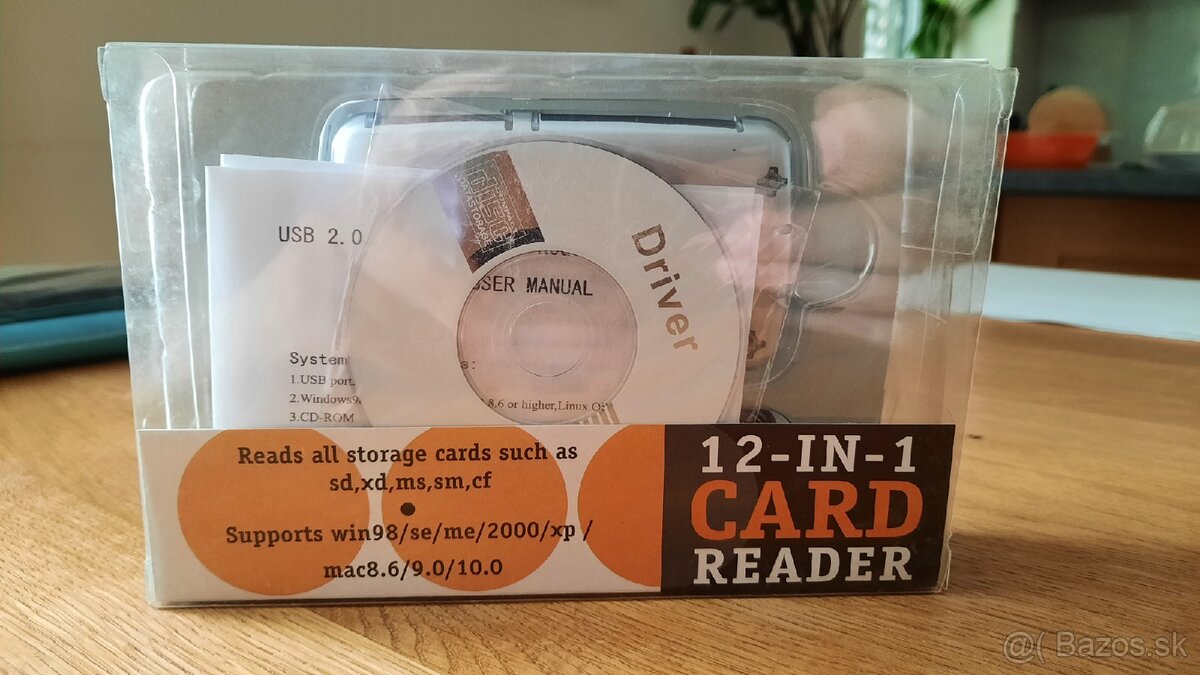 USB 2.0
USER MANUAL
Driver
DATASTORAGE
System
s:
1.USB port.
2.Windows9
8.6 or higher,Linux OS
3.CD-ROM
Reads all storage cards such as
sd,xd,ms,sm,cf
Supports win98/se/me/2000/xp /
mac8.6/9.0/10.0
12-IN-1
CARD
READER
@( Bazos.sk